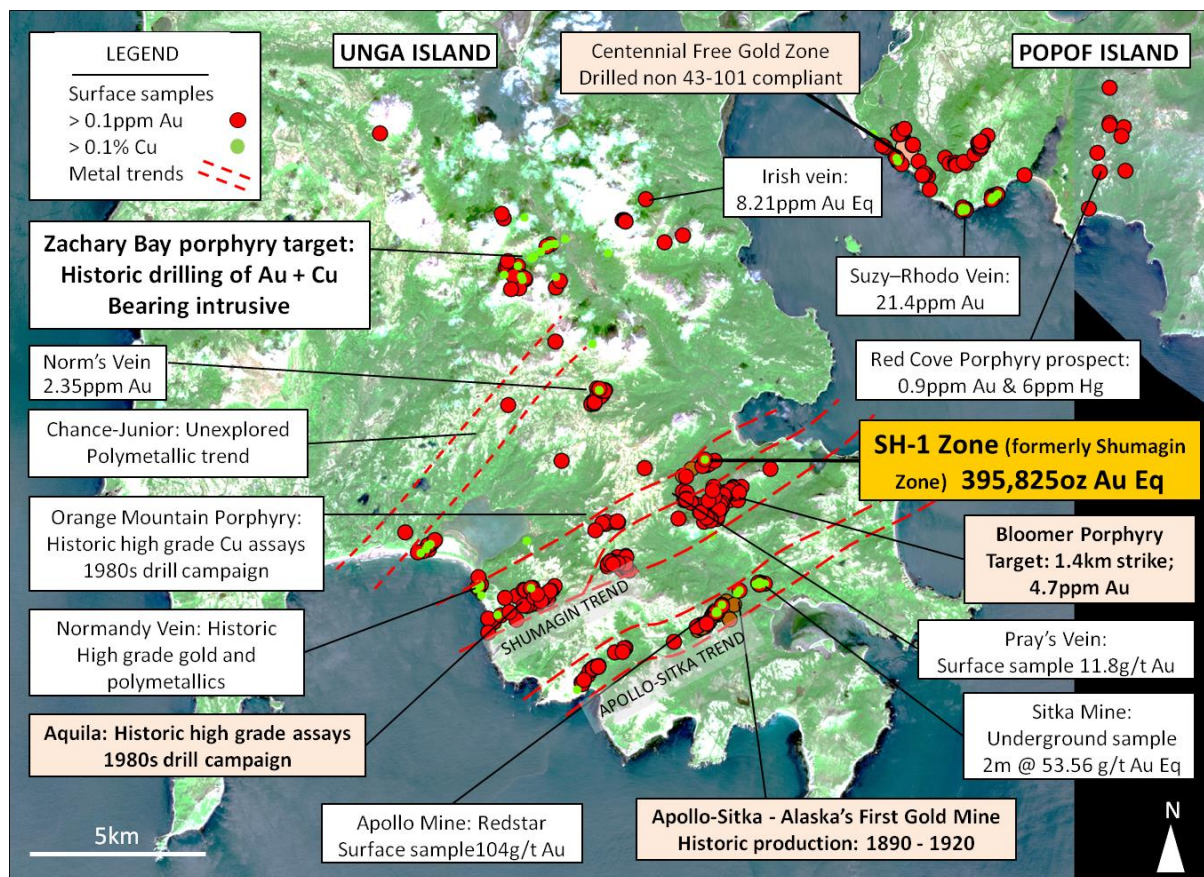 LEGEND
Surface samples
> 0.1ppm Au
> 0.1% Cu
Metal trends
UNGA ISLAND
Centennial Free Gold Zone
Drilled non 43-101 compliant
POPOF ISLAND
Irish vein:
8.21ppm Au Eq
Zachary Bay porphyry target:
Historic drilling of Au + Cu
Bearing intrusive
Suzy–Rhodo Vein:
21.4ppm Au
Norm's Vein
2.35ppm Au
Red Cove Porphyry prospect:
0.9ppm Au & 6ppm Hg
Chance-Junior: Unexplored
Polymetallic trend
SH-1 Zone (formerly Shumagin
Zone) 395,825oz Au Eq
Orange Mountain Porphyry:
Historic high grade Cu assays
1980s drill campaign
Bloomer Porphyry
Target: 1.4km strike;
4.7ppm Au
Normandy Vein: Historic
High grade gold and
polymetallics
SHUMAGIN TREND
APOLLO-SITKA TREND
Pray's Vein:
Surface sample 11.8g/t Au
Aquila: Historic high grade assays
1980s drill campaign
Sitka Mine:
Underground sample
2m @ 53.56 g/t Au Eq
5km
Apollo Mine: Redstar
Surface sample104g/t Au
Apollo-Sitka - Alaska's First Gold Mine
Historic production: 1890 - 1920
N